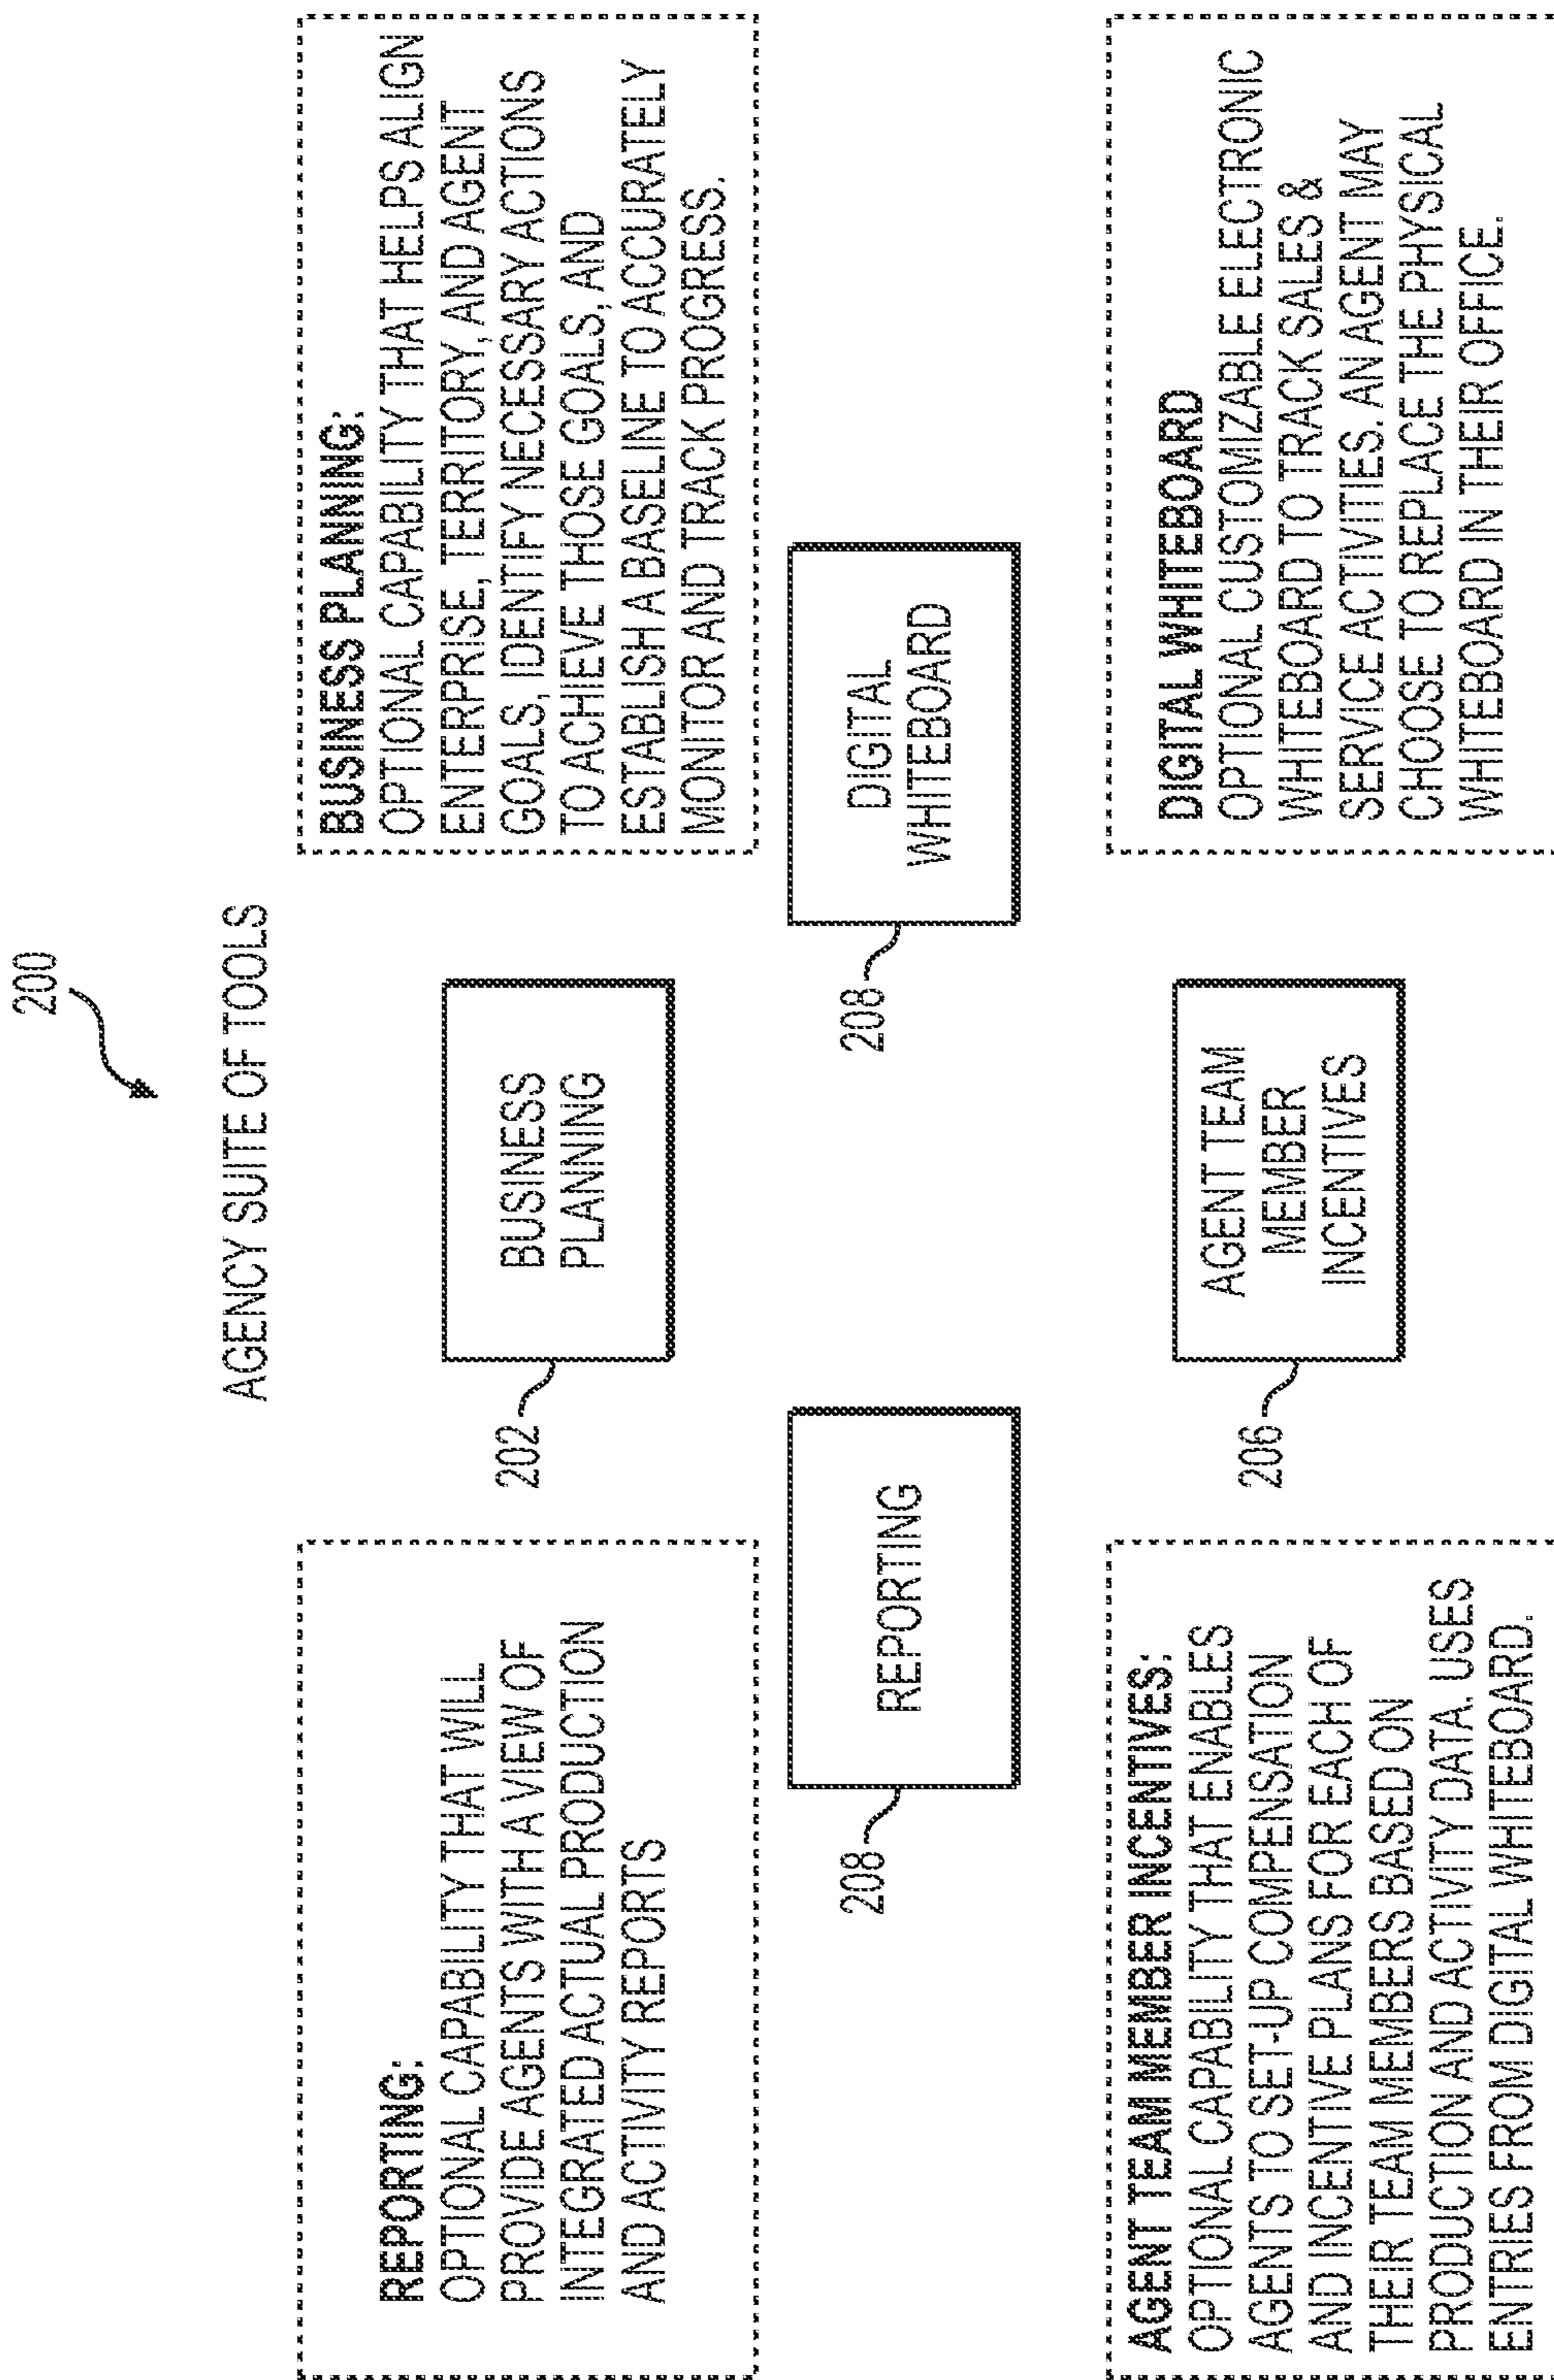 200
AGENCY SUITE OF TOOLS
REPORTING:
OPTIONAL CAPABILITY THAT WILL
PROVIDE AGENTS WITH A VIEW OF
INTEGRATED ACTUAL PRODUCTION
AND ACTIVITY REPORTS
202
BUSINESS
PLANNING
BUSINESS PLANNING:
OPTIONAL CAPABILITY THAT HELPS ALIGN
ENTERPRISE, TERRITORY, AND AGENT
GOALS, IDENTIFY NECESSARY ACTIONS
TO ACHIEVE THOSE GOALS, AND
ESTABLISH A BASELINE TO ACCURATELY
MONITOR AND TRACK PROGRESS.
208
REPORTING
208
DIGITAL
WHITEBOARD
AGENT TEAM MEMBER INCENTIVES:
OPTIONAL CAPABILITY THAT ENABLES
AGENTS TO SET-UP COMPENSATION
AND INCENTIVE PLANS FOR EACH OF
THEIR TEAM MEMBERS BASED ON
PRODUCTION AND ACTIVITY DATA. USES
ENTRIES FROM DIGITAL WHITEBOARD.
206
AGENT TEAM
MEMBER
INCENTIVES
DIGITAL WHITEBOARD
OPTIONAL CUSTOMIZABLE ELECTRONIC
WHITEBOARD TO TRACK SALES &
SERVICE ACTIVITIES. AN AGENT MAY
CHOOSE TO REPLACE THE PHYSICAL
WHITEBOARD IN THEIR OFFICE.